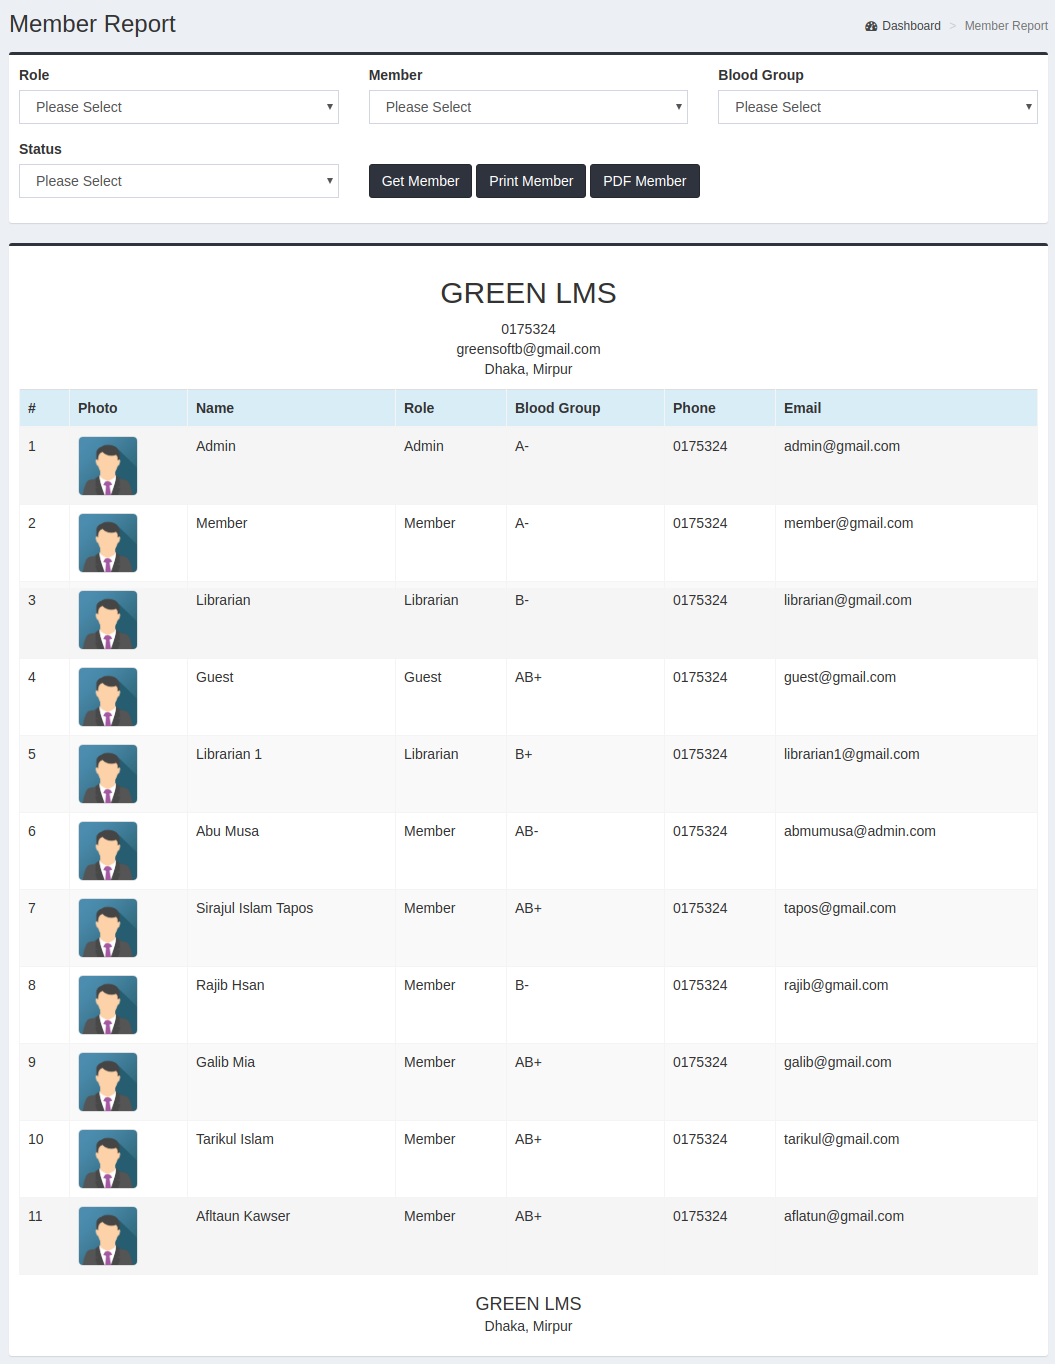 Member Report
Dashboard > Member Report
Role Member Blood Group
Please Select Please Select Please Select
Status
Please Select Get Member Print Member PDF Member
GREEN LMS
0175324
greensoftb@gmail.com
Dhaka, Mirpur
# Photo Name Role Blood Group Phone Email
1 Admin Admin A- 0175324 admin@gmail.com
2 Member Member A- 0175324 member@gmail.com
3 Librarian Librarian B- 0175324 librarian@gmail.com
4 Guest Guest AB+ 0175324 guest@gmail.com
5 Librarian 1 Librarian B+ 0175324 librarian1@gmail.com
6 Abu Musa Member AB- 0175324 abmumusa@admin.com
7 Sirajul Islam Tapos Member AB+ 0175324 tapos@gmail.com
8 Rajib Hsan Member B- 0175324 rajib@gmail.com
9 Galib Mia Member AB+ 0175324 galib@gmail.com
10 Tarikul Islam Member AB+ 0175324 tarikul@gmail.com
11 Afltaun Kawser Member AB+ 0175324 aflatun@gmail.com
GREEN LMS
Dhaka, Mirpur